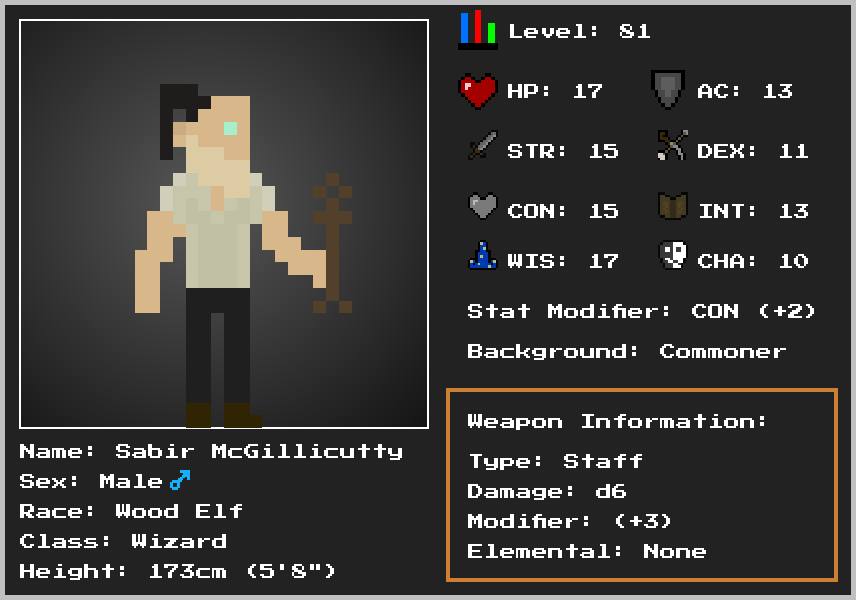 Level: 81
HP: 17
AC: 13
STR: 15
DEX: 11
CON: 15
INT: 13
WIS: 17
CHA: 10
Stat Modifier: CON (+2)
Background: Commoner
Weapon Information:
Type: Staff
Damage: d6
Modifier: (+3)
Elemental: None
Name: Sabir McGillicutty
Sex: Male ♂
Race: Wood Elf
Class: Wizard
Height: 173cm (5'8")